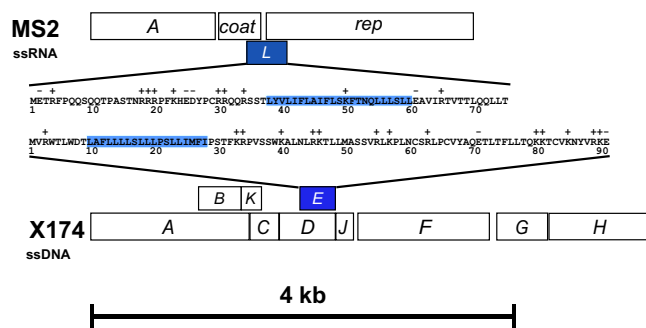 MS2
ssRNA
A coat rep
L
- + +++ + -- ++ + + - +
METRFPQQSQQTPASTNRRRPFKHEDYPCRRQQRSSTLYVLIFLAIFLSKFTNQLLLSLLEAVIRTVTTLQQLLT
1 10 20 30 40 50 60 70
+ ++ + ++ + + + - ++ + ++-
MVRWTLWDTLAFLLLLSLLLPSLLIMFIPSTFKRPVSSWKALNLRKTLLMASSVRLKPLNCSRLPCVYAQETLTFLLTQKKTCVKNYVRKE
1 10 20 30 40 50 60 70 80 90
B K E
X174
ssDNA
A C D J F G H
4 kb